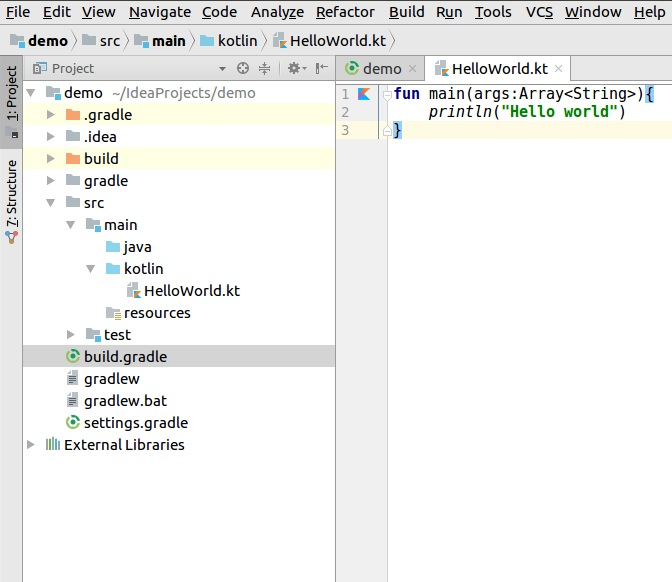 File Edit View Navigate Code Analyze Refactor Build Run Tools VCS Window Help
demo src main kotlin HelloWorld.kt
1: Project
7: Structure
Project
demo ~/IdeaProjects/demo
.gradle
.idea
build
gradle
src
main
java
kotlin
HelloWorld.kt
resources
test
build.gradle
gradlew
gradlew.bat
settings.gradle
External Libraries
demo HelloWorld.kt
1 fun main(args:Array<String>){
2 println("Hello world")
3 }